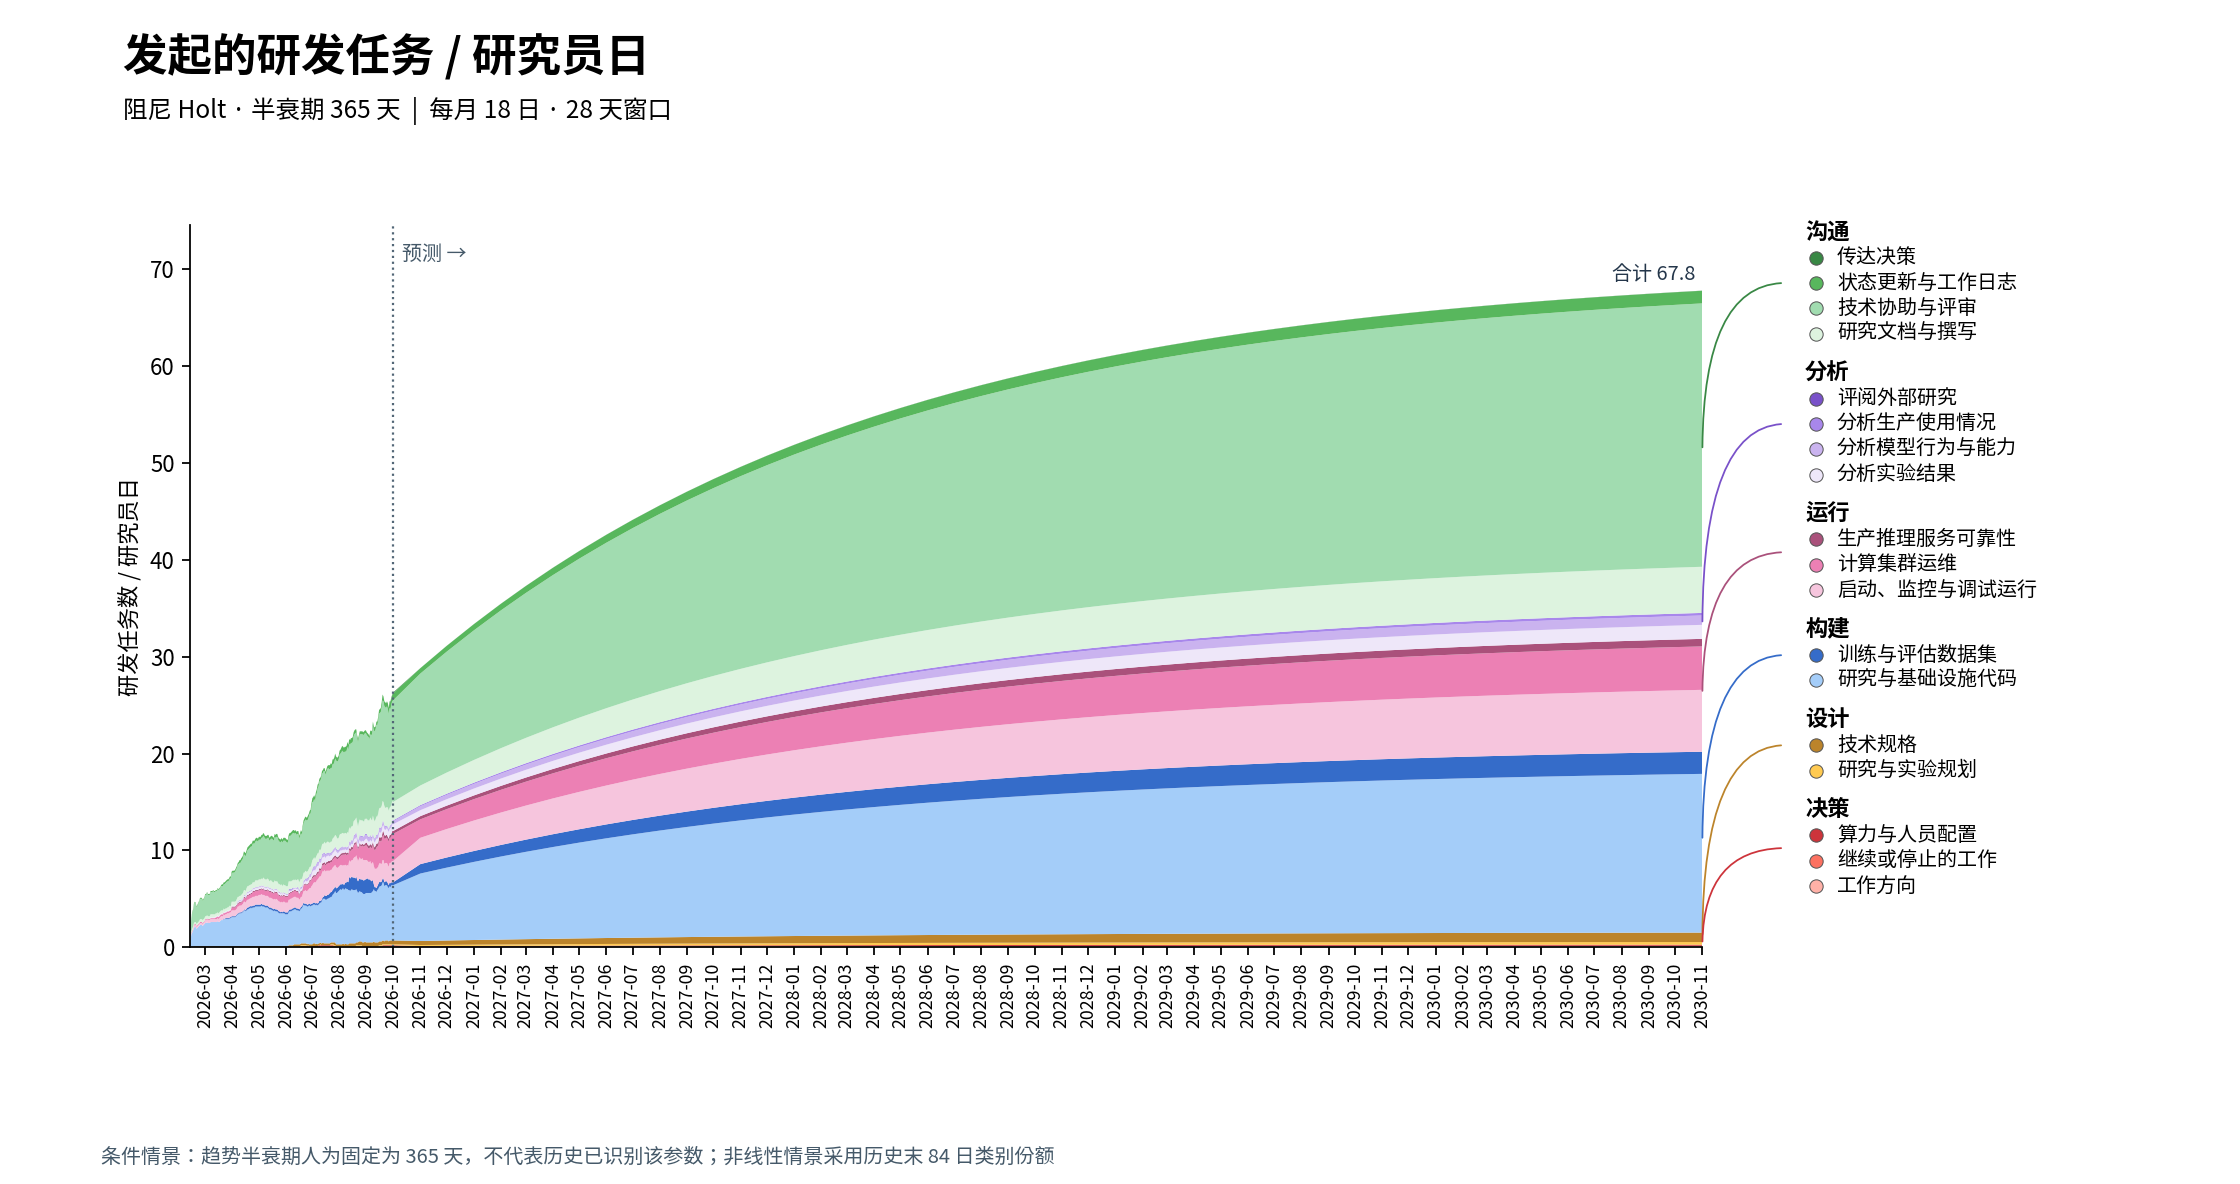 发起的研发任务 / 研究员日
阻尼 Holt · 半衰期 365 天 | 每月 18 日 · 28 天窗口
预测 →
合计 67.8
研发任务数 / 研究员日
70
60
50
40
30
20
10
0
2026-03
2026-04
2026-05
2026-06
2026-07
2026-08
2026-09
2026-10
2026-11
2026-12
2027-01
2027-02
2027-03
2027-04
2027-05
2027-06
2027-07
2027-08
2027-09
2027-10
2027-11
2027-12
2028-01
2028-02
2028-03
2028-04
2028-05
2028-06
2028-07
2028-08
2028-09
2028-10
2028-11
2028-12
2029-01
2029-02
2029-03
2029-04
2029-05
2029-06
2029-07
2029-08
2029-09
2029-10
2029-11
2029-12
2030-01
2030-02
2030-03
2030-04
2030-05
2030-06
2030-07
2030-08
2030-09
2030-10
2030-11
沟通
传达决策
状态更新与工作日志
技术协助与评审
研究文档与撰写
分析
评阅外部研究
分析生产使用情况
分析模型行为与能力
分析实验结果
运行
生产推理服务可靠性
计算集群运维
启动、监控与调试运行
构建
训练与评估数据集
研究与基础设施代码
设计
技术规格
研究与实验规划
决策
算力与人员配置
继续或停止的工作
工作方向
条件情景：趋势半衰期人为固定为 365 天，不代表历史已识别该参数；非线性情景采用历史末 84 日类别份额